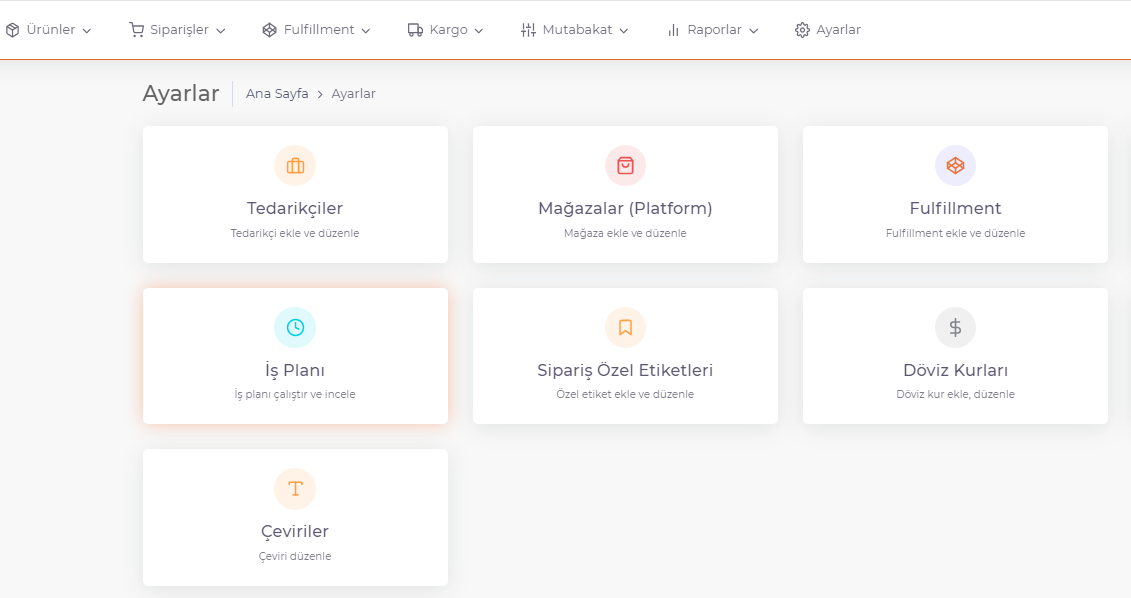 Ürünler
Siparişler
Fulfillment
Kargo
Mutabakat
Raporlar
Ayarlar
Ayarlar
Ana Sayfa > Ayarlar
Tedarikçiler
Tedarikçi ekle ve düzenle
Mağazalar (Platform)
Mağaza ekle ve düzenle
Fulfillment
Fulfillment ekle ve düzenle
İş Planı
İş planı çalıştır ve incele
Sipariş Özel Etiketleri
Özel etiket ekle ve düzenle
Döviz Kurları
Döviz kur ekle, düzenle
Çeviriler
Çeviri düzenle